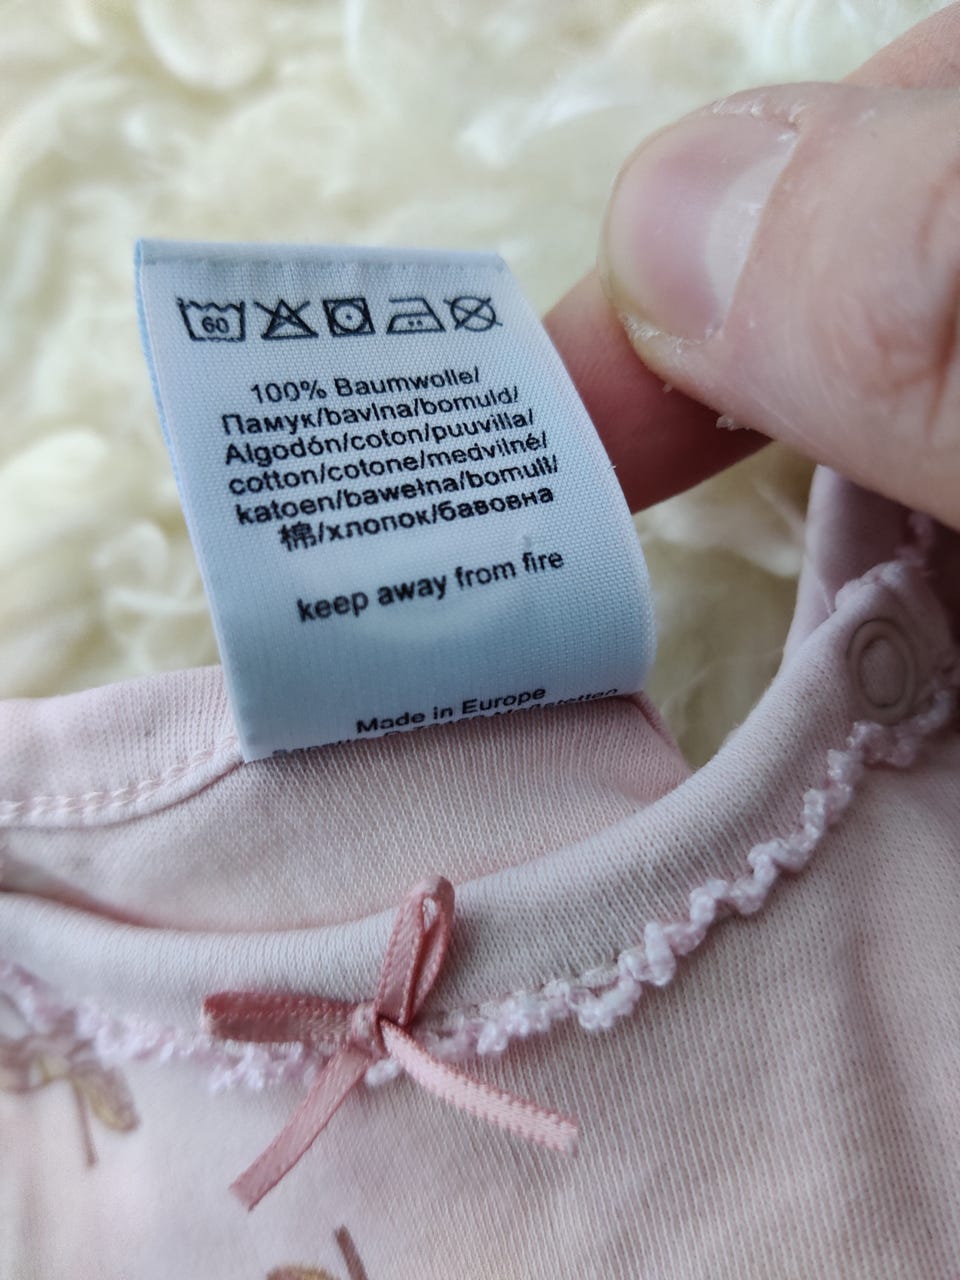 60
100% Baumwolle/
Памук/bavlna/bomuld/
Algodón/coton/puuvilla/
cotton/cotone/medvilné/
katoen/bawełna/bomull/
棉/хлопок/бавовна
keep away from fire
Made in Europe